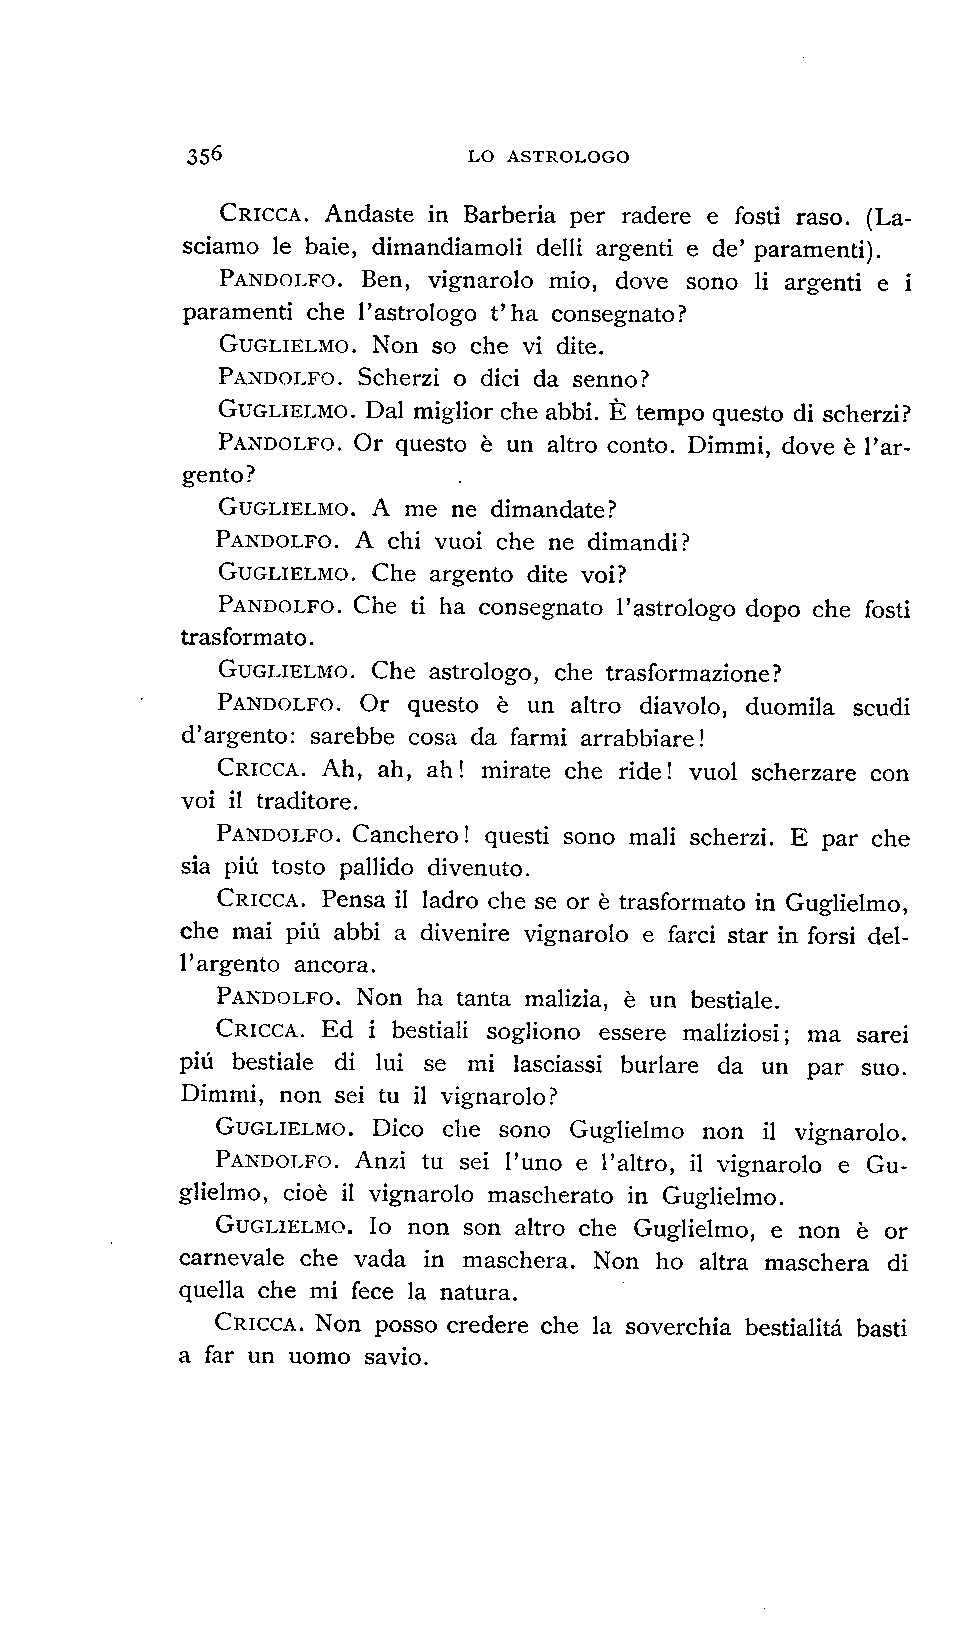 356 LO ASTROLOGO
CRICCA. Andaste in Barberia per radere e fosti raso. (La-
sciamo le baie, dimandiamoli delli argenti e de' paramenti).
PANDOLFO. Ben, vignarolo mio, dove sono li argenti e i
paramenti che l'astrologo t'ha consegnato?
GUGLIELMO. Non so che vi dite.
PANDOLFO. Scherzi o dici da senno?
GUGLIELMO. Dal miglior che abbi. È tempo questo di scherzi?
PANDOLFO. Or questo è un altro conto. Dimmi, dove è l'ar-
gento?
GUGLIELMO. A me ne dimandate?
PANDOLFO. A chi vuoi che ne dimandi?
GUGLIELMO. Che argento dite voi?
PANDOLFO. Che ti ha consegnato l'astrologo dopo che fosti
trasformato.
GUGLIELMO. Che astrologo, che trasformazione?
PANDOLFO. Or questo è un altro diavolo, duomila scudi
d'argento: sarebbe cosa da farmi arrabbiare!
CRICCA. Ah, ah, ah! mirate che ride! vuol scherzare con
voi il traditore.
PANDOLFO. Canchero! questi sono mali scherzi. E par che
sia piú tosto pallido divenuto.
CRICCA. Pensa il ladro che se or è trasformato in Guglielmo,
che mai piú abbi a divenire vignarolo e farci star in forsi del-
l'argento ancora.
PANDOLFO. Non ha tanta malizia, è un bestiale.
CRICCA. Ed i bestiali sogliono essere maliziosi; ma sarei
piú bestiale di lui se mi lasciassi burlare da un par suo.
Dimmi, non sei tu il vignarolo?
GUGLIELMO. Dico che sono Guglielmo non il vignarolo.
PANDOLFO. Anzi tu sei l'uno e l'altro, il vignarolo e Gu-
glielmo, cioè il vignarolo mascherato in Guglielmo.
GUGLIELMO. Io non son altro che Guglielmo, e non è or
carnevale che vada in maschera. Non ho altra maschera di
quella che mi fece la natura.
CRICCA. Non posso credere che la soverchia bestialitá basti
a far un uomo savio.